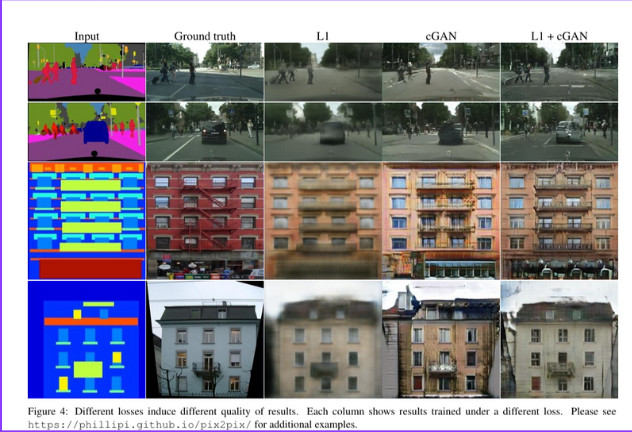 Input Ground truth L1 cGAN L1 + cGAN
Figure 4: Different losses induce different quality of results. Each column shows results trained under a different loss. Please see
https://phillipi.github.io/pix2pix/ for additional examples.